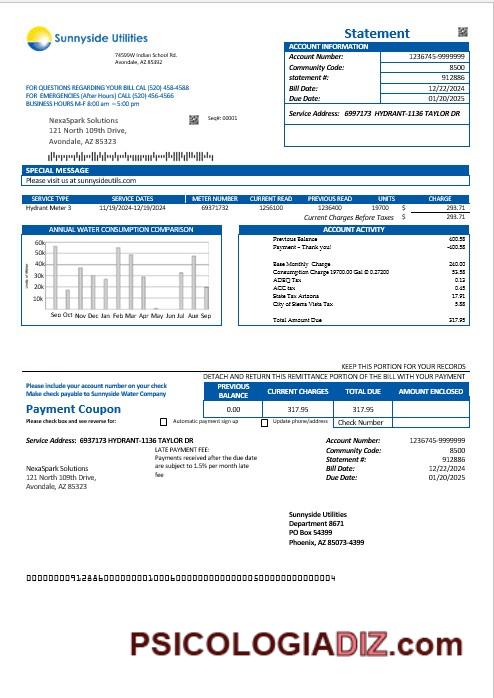 Sunnyside Utilities
74599W Indian School Rd.
Avondale, AZ 85392
Statement
ACCOUNT INFORMATION
Account Number: 1236745-9999999
Community Code: 8500
statement #: 912886
Bill Date: 12/22/2024
Due Date: 01/20/2025
Service Address: 6997173 HYDRANT-1136 TAYLOR DR
FOR QUESTIONS REGARDING YOUR BILL CAL (520) 458-4588
FOR EMERGENCIES (After Hours) CALL (520) 456-4566
BUSINESS HOURS M-F 8:00 am ~5:00 pm
NexaSpark Solutions
121 North 109th Drive,
Avondale, AZ 85323
Seq#: 00001
SPECIAL MESSAGE
Please visit us at sunnysideutils.com
SERVICE TYPE SERVICE DATES METER NUMBER CURRENT READ PREVIOUS READ UNITS CHARGE
Hydrant Meter 3 11/19/2024-12/19/2024 69371732 1256100 1236400 19700 $ 293.71
Current Charges Before Taxes $ 293.71
ANNUAL WATER CONSUMPTION COMPARISON
60k
50k
40k
30k
20k
10k
Sep Oct Nov Dec Jan Feb Mar Apr May Jun Jul Aue Sep
ACCOUNT ACTIVITY
Previous Balance 400.58
Payment - Thank you! -400.58
Base Monthly Charge 240.00
Consumption Charge 19700.00 Gal @ 0.27200 53.58
ADEQ Tax 0.13
ACC tax 0.45
State Tax Arizona 17.91
City of Sierra Vista Tax 5.88
Total Amount Due 317.95
KEEP THIS PORTION FOR YOUR RECORDS
DETACH AND RETURN THIS REMITTANCE PORTION OF THE BILL WITH YOUR PAYMENT
Please include your account number on your check
Make check payable to Sunnyside Water Company
PREVIOUS BALANCE CURRENT CHARGES TOTAL DUE AMOUNT ENCLOSED
Payment Coupon
0.00 317.95 317.95
Please check box and see reverse for: Automatic payment sign up Update phone/address Check Number
Service Address: 6937173 HYDRANT-1136 TAYLOR DR
LATE PAYMENT FEE:
Payments received after the due date
are subject to 1.5% per month late
fee
NexaSpark Solutions
121 North 109th Drive,
Avondale, AZ 85323
Account Number: 1236745-9999999
Community Code: 8500
Statement #: 912886
Bill Date: 12/22/2024
Due Date: 01/20/2025
Sunnyside Utilities
Department 8671
PO Box 54399
Phoenix, AZ 85073-4399
PSICOLOGIADIZ.com